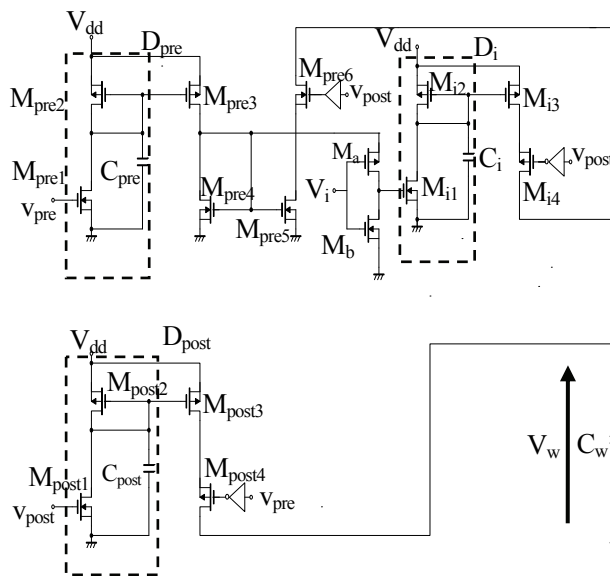 Vdd
Dpre
Mpre2
Mpre3
Mpre1
Cpre
vpre
Mpre4
Mpre5
Mpre6
vpost
Vdd
Di
Mi2
Mi3
Ma
Ci
vpost
Vi
Mi1
Mi4
Mb
Vdd
Dpost
Mpost2
Mpost3
Mpost1
Cpost
Mpost4
vpost
vpre
Vw
Cw